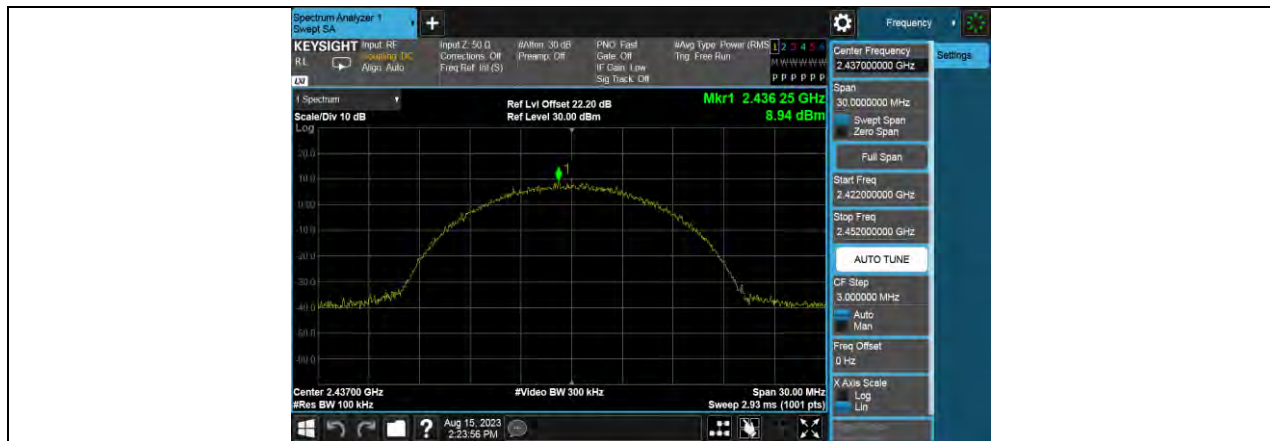 Spectrum Analyzer 1
Swept SA
+
Frequency
KEYSIGHT
RL
LXI
Input: RF
Coupling: DC
Align: Auto
Input Z: 50 Ω
Corrections: Off
Freq Ref: Int (S)
#Atten: 30 dB
Preamp: Off
PNO: Fast
Gate: Off
IF Gain: Low
Sig Track: Off
#Avg Type: Power (RMS
Trig: Free Run
1 2 3 4 5 6
M W W W W W
P P P P P P
Center Frequency
2.437000000 GHz
Settings
1 Spectrum
Scale/Div 10 dB
Log
Ref Lvl Offset 22.20 dB
Ref Level 30.00 dBm
Mkr1 2.436 25 GHz
8.94 dBm
Span
30.0000000 MHz
Swept Span
Zero Span
Full Span
Start Freq
2.422000000 GHz
Stop Freq
2.452000000 GHz
AUTO TUNE
CF Step
3.000000 MHz
Auto
Man
Freq Offset
0 Hz
X Axis Scale
Log
Lin
20.0
10.0
0.00
-10.0
-20.0
-30.0
-40.0
-50.0
-60.0
1
Center 2.43700 GHz
#Res BW 100 kHz
#Video BW 300 kHz
Span 30.00 MHz
Sweep 2.93 ms (1001 pts)
?
Aug 15, 2023
2:23:56 PM